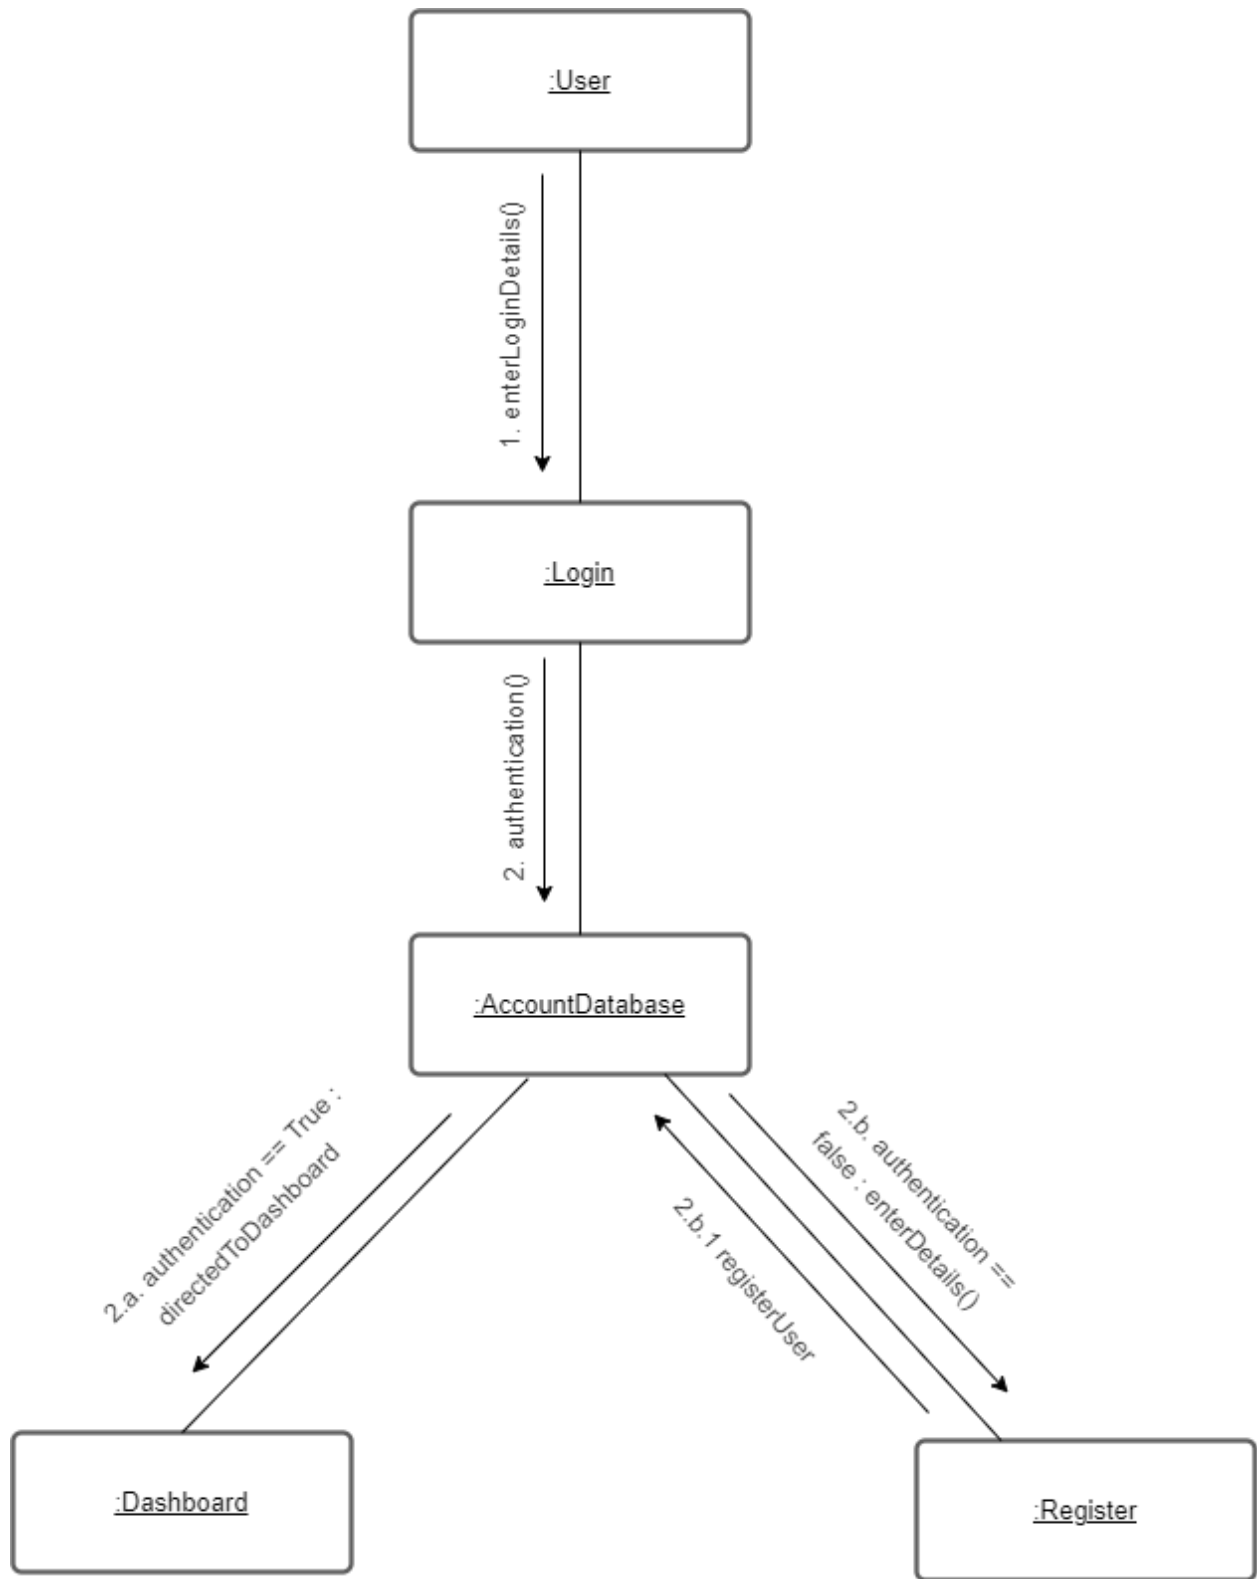 :User
1. enterLoginDetails()
:Login
2. authentication()
:AccountDatabase
2.a. authentication == True :
directedToDashboard
2.b. authentication ==
false : enterDetails()
2.b.1 registerUser
:Dashboard
:Register